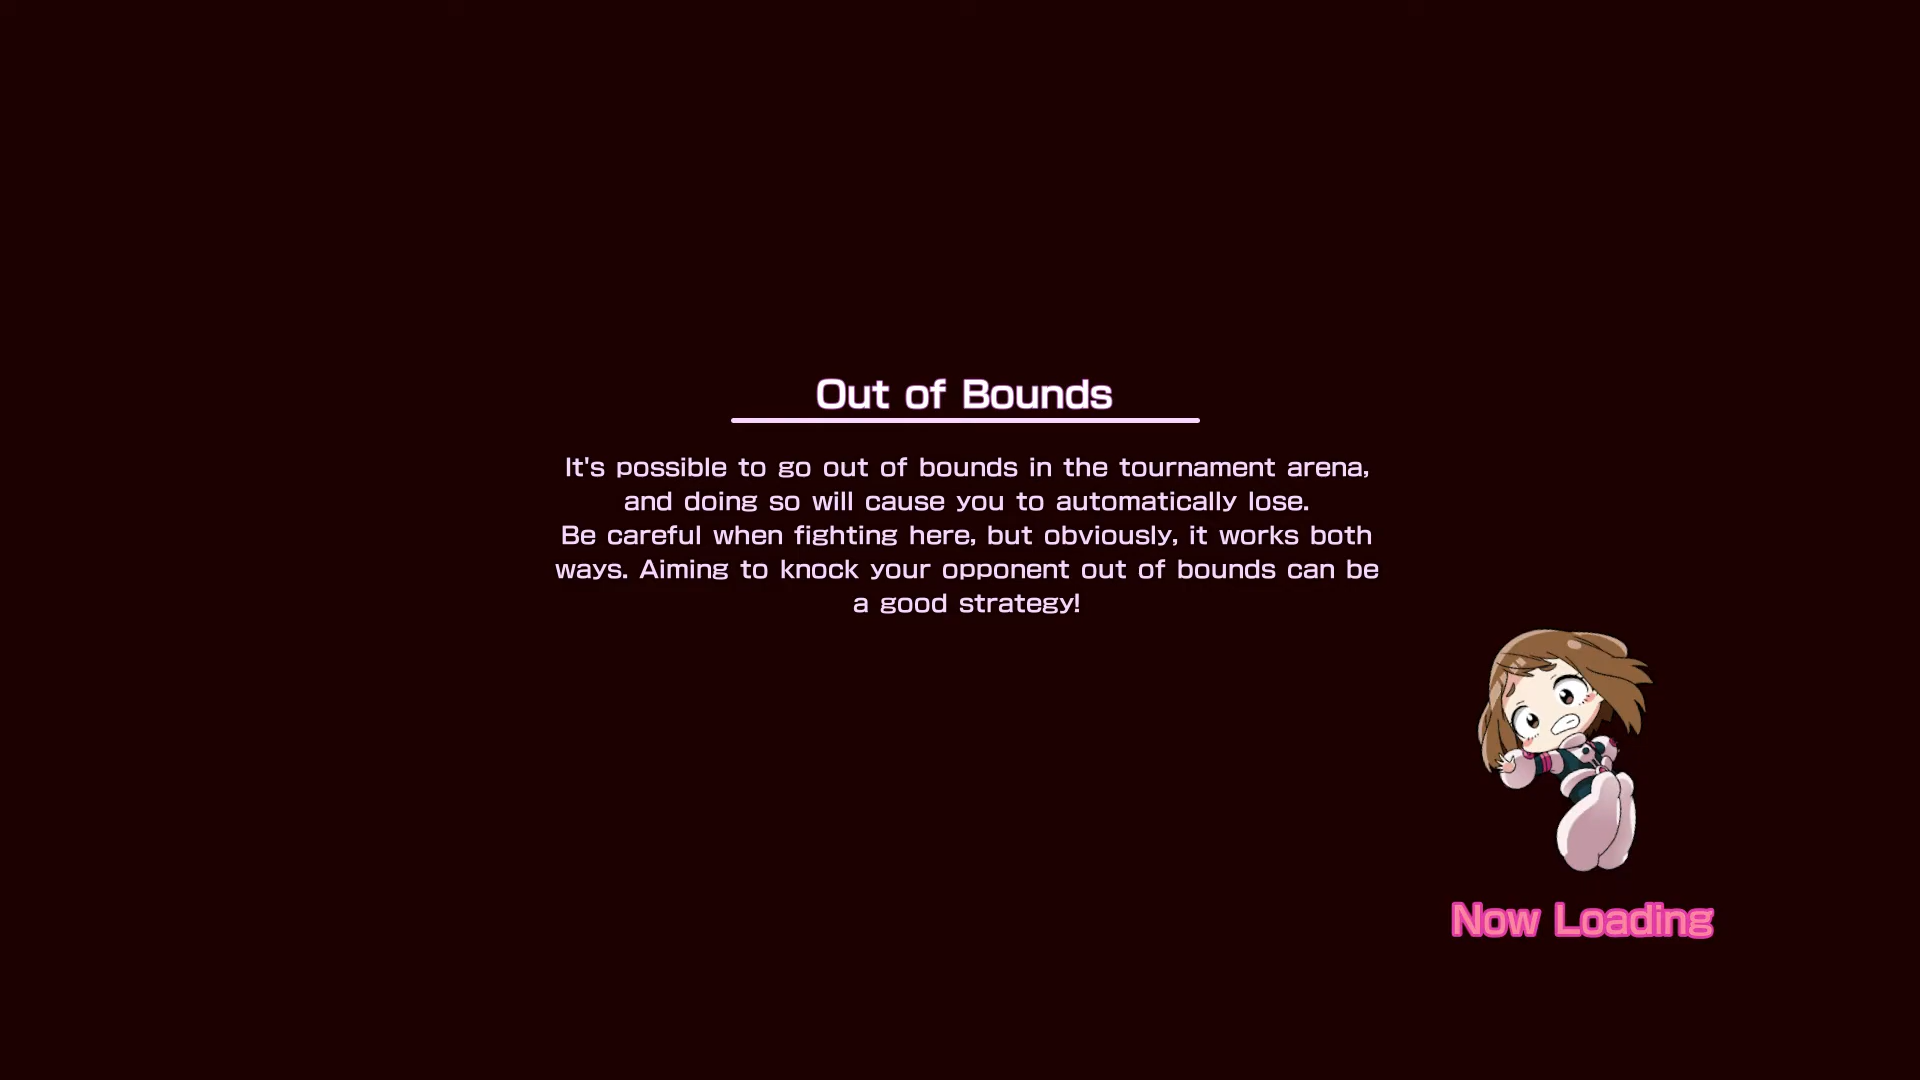 Out of Bounds
It's possible to go out of bounds in the tournament arena,
and doing so will cause you to automatically lose.
Be careful when fighting here, but obviously, it works both
ways. Aiming to knock your opponent out of bounds can be
a good strategy!
Now Loading